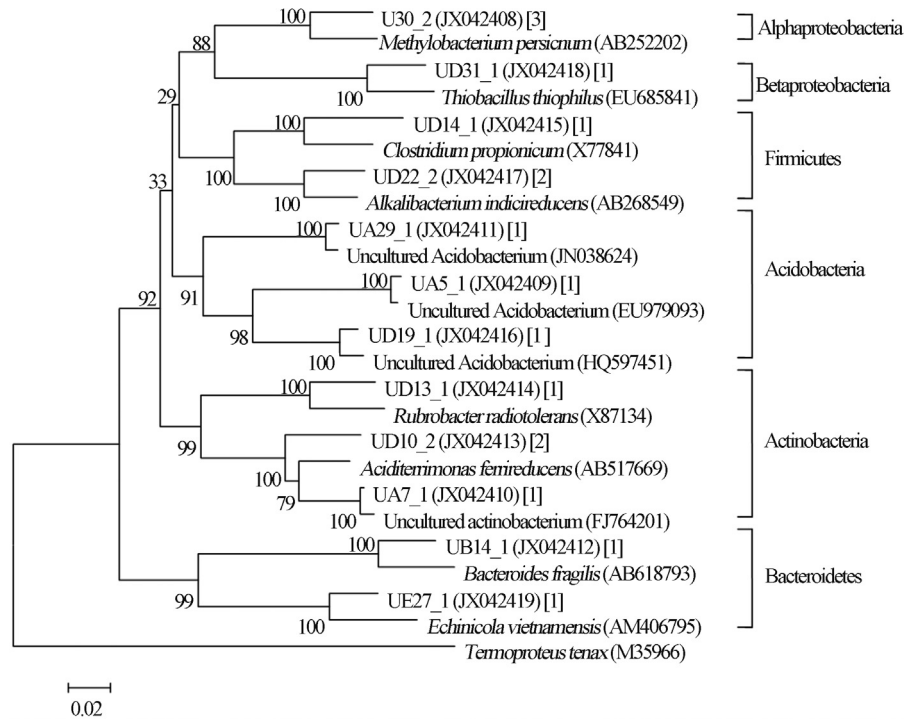 100
U30_2 (JX042408) [3]
Methylobacterium persicnum (AB252202)
Alphaproteobacteria
88
UD31_1 (JX042418) [1]
100
Thiobacillus thiophilus (EU685841)
Betaproteobacteria
29
100
UD14_1 (JX042415) [1]
Clostridium propionicum (X77841)
100
UD22_2 (JX042417) [2]
100
Alkalibacterium indicireducens (AB268549)
Firmicutes
33
100
UA29_1 (JX042411) [1]
Uncultured Acidobacterium (JN038624)
91
100
UA5_1 (JX042409) [1]
Uncultured Acidobacterium (EU979093)
98
UD19_1 (JX042416) [1]
100
Uncultured Acidobacterium (HQ597451)
Acidobacteria
92
100
UD13_1 (JX042414) [1]
Rubrobacter radiotolerans (X87134)
99
UD10_2 (JX042413) [2]
100
Aciditerrimonas ferrireducens (AB517669)
79
UA7_1 (JX042410) [1]
100
Uncultured actinobacterium (FJ764201)
Actinobacteria
100
UB14_1 (JX042412) [1]
Bacteroides fragilis (AB618793)
99
UE27_1 (JX042419) [1]
100
Echinicola vietnamensis (AM406795)
Bacteroidetes
Termoproteus tenax (M35966)
0.02